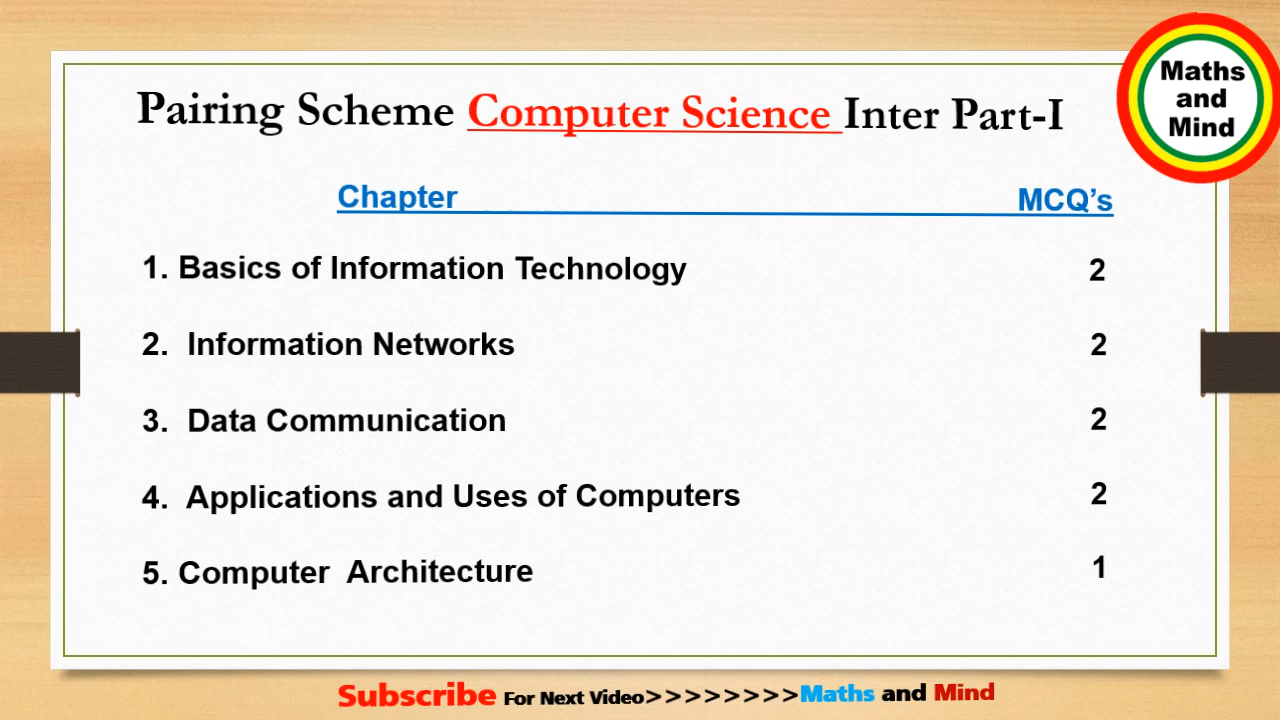 Maths
and
Mind
Pairing Scheme Computer Science Inter Part-I
Chapter MCQ's
1. Basics of Information Technology 2
2. Information Networks 2
3. Data Communication 2
4. Applications and Uses of Computers 2
5. Computer Architecture 1
Subscribe For Next Video>>>>>>>>Maths and Mind